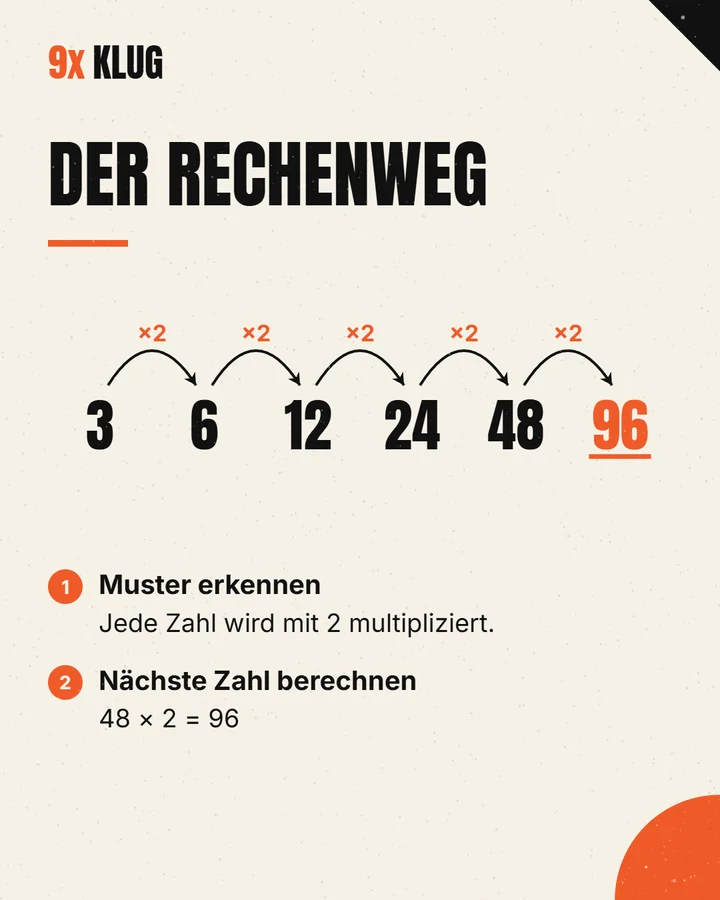 9x KLUG
DER RECHENWEG
×2 ×2 ×2 ×2 ×2
3 6 12 24 48 96
1 Muster erkennen
Jede Zahl wird mit 2 multipliziert.
2 Nächste Zahl berechnen
48 × 2 = 96